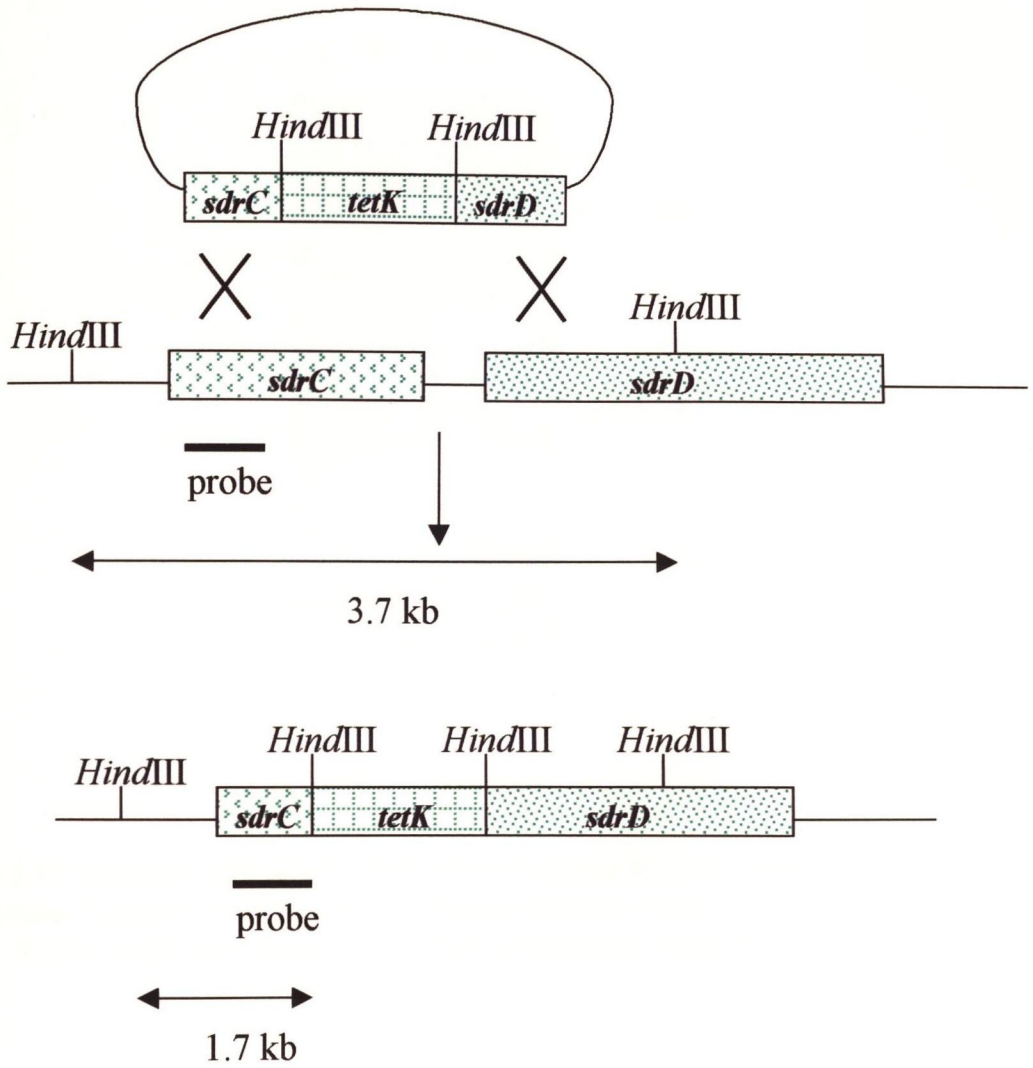 HindIII HindIII
sdrC tetK sdrD
HindIII
HindIII
sdrC sdrD
probe
3.7 kb
HindIII HindIII HindIII
HindIII
sdrC tetK sdrD
probe
1.7 kb